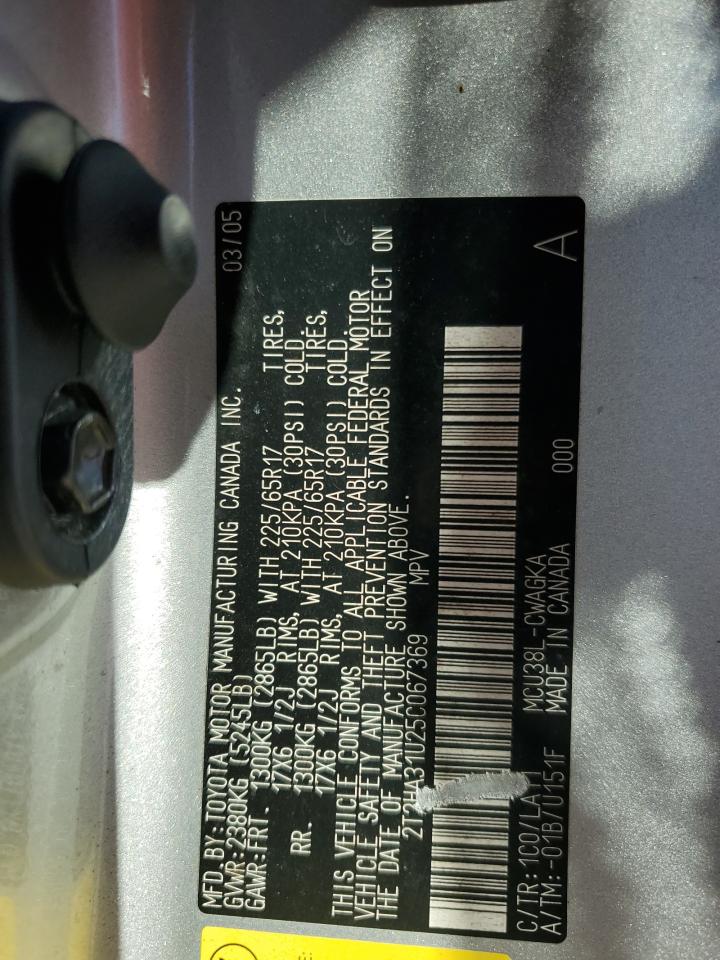 MFD. BY: TOYOTA MOTOR MANUFACTURING CANADA INC. 03/05
GVWR: 2380KG (5245LB)
GAWR: FRT. 1300KG (2865LB) WITH 225/65R17 TIRES,
17X6 1/2J RIMS, AT 210KPA (30PSI) COLD.
RR. 1300KG (2865LB) WITH 225/65R17 TIRES,
17X6 1/2J RIMS, AT 210KPA (30PSI) COLD.
THIS VEHICLE CONFORMS TO ALL APPLICABLE FEDERAL MOTOR
VEHICLE SAFETY AND THEFT PREVENTION STANDARDS IN EFFECT ON
THE DATE OF MANUFACTURE SHOWN ABOVE.
2T2HA31U25C067369 MPV
C/TR: 1C0/LA11 MCU38L-CWAGKA 000 A
A/TM: -01B/U151F MADE IN CANADA